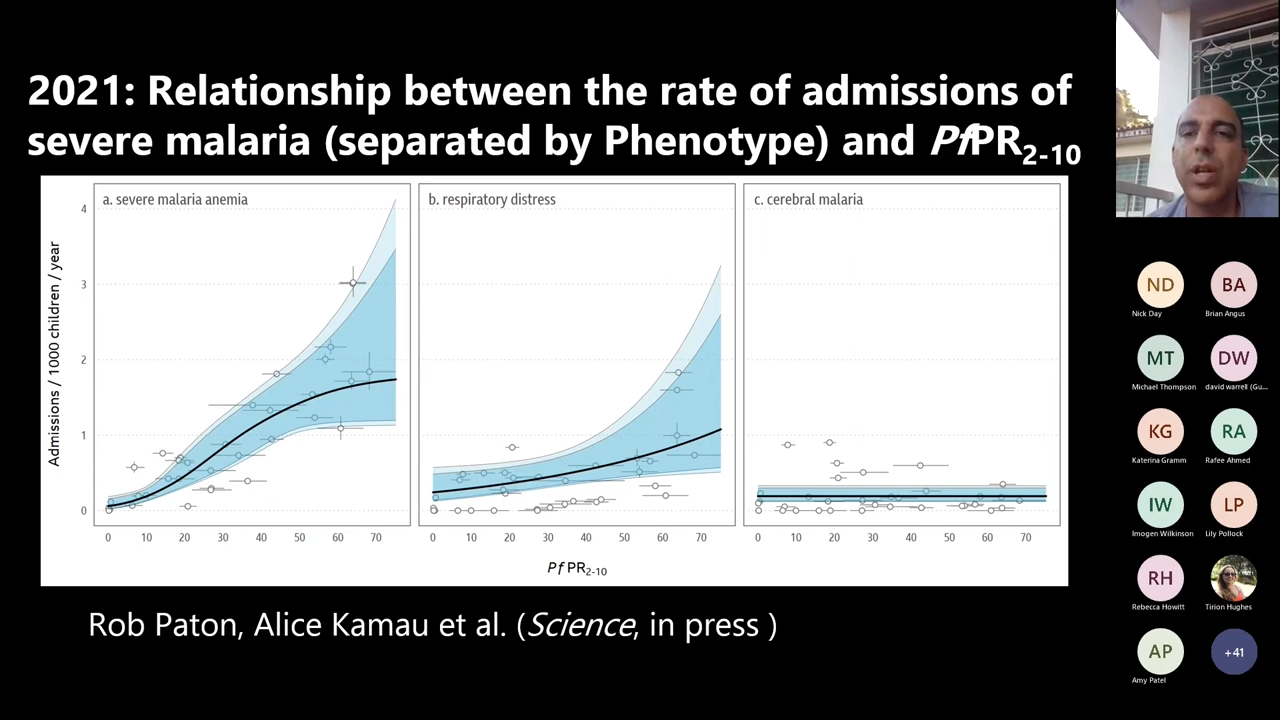 2021: Relationship between the rate of admissions of
severe malaria (separated by Phenotype) and PfPR2-10
a. severe malaria anemia
b. respiratory distress
c. cerebral malaria
Admissions / 1000 children / year
4
3
2
1
0
0 10 20 30 40 50 60 70
0 10 20 30 40 50 60 70
0 10 20 30 40 50 60 70
Pf PR2-10
Rob Paton, Alice Kamau et al. (Science, in press )
ND BA
Nick Day Brian Angus
MT DW
Michael Thompson david warrell (Gu...
KG RA
Katerina Gramm Rafee Ahmed
IW LP
Imogen Wilkinson Lily Pollock
RH
Rebecca Howitt Tirion Hughes
AP +41
Amy Patel